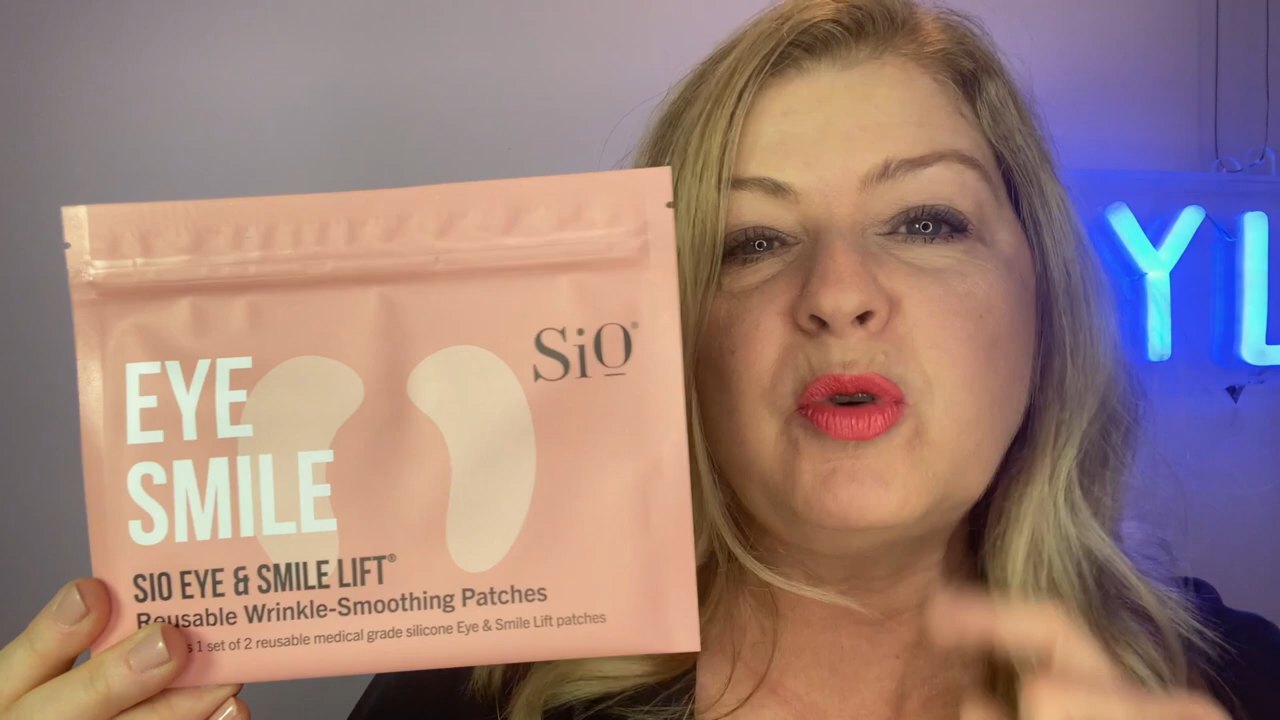 SiO®
EYE
SMILE
SIO EYE & SMILE LIFT®
Reusable Wrinkle-Smoothing Patches
1 set of 2 reusable medical grade silicone Eye & Smile Lift patches
YL